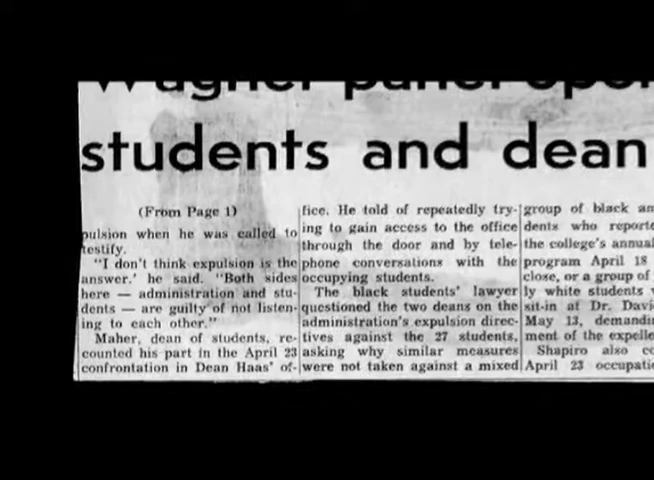 Wagner panel
students and dean
(From Page 1)
pulsion when he was called to
testify.
"I don't think expulsion is the
answer.' he said. "Both sides
here — administration and stu-
dents — are guilty of not listen-
ing to each other."
Maher, dean of students, re-
counted his part in the April 23
confrontation in Dean Haas' of-
fice. He told of repeatedly try-
ing to gain access to the office
through the door and by tele-
phone conversations with the
occupying students.
The black students' lawyer
questioned the two deans on the
administration's expulsion direc-
tives against the 27 students,
asking why similar measures
were not taken against a mixed
group of black an
dents who reporte
the college's annual
program April 18
close, or a group of
ly white students
sit-in at Dr. Davi
May 13, demandin
ment of the expelle
Shapiro also co
April 23 occupatio